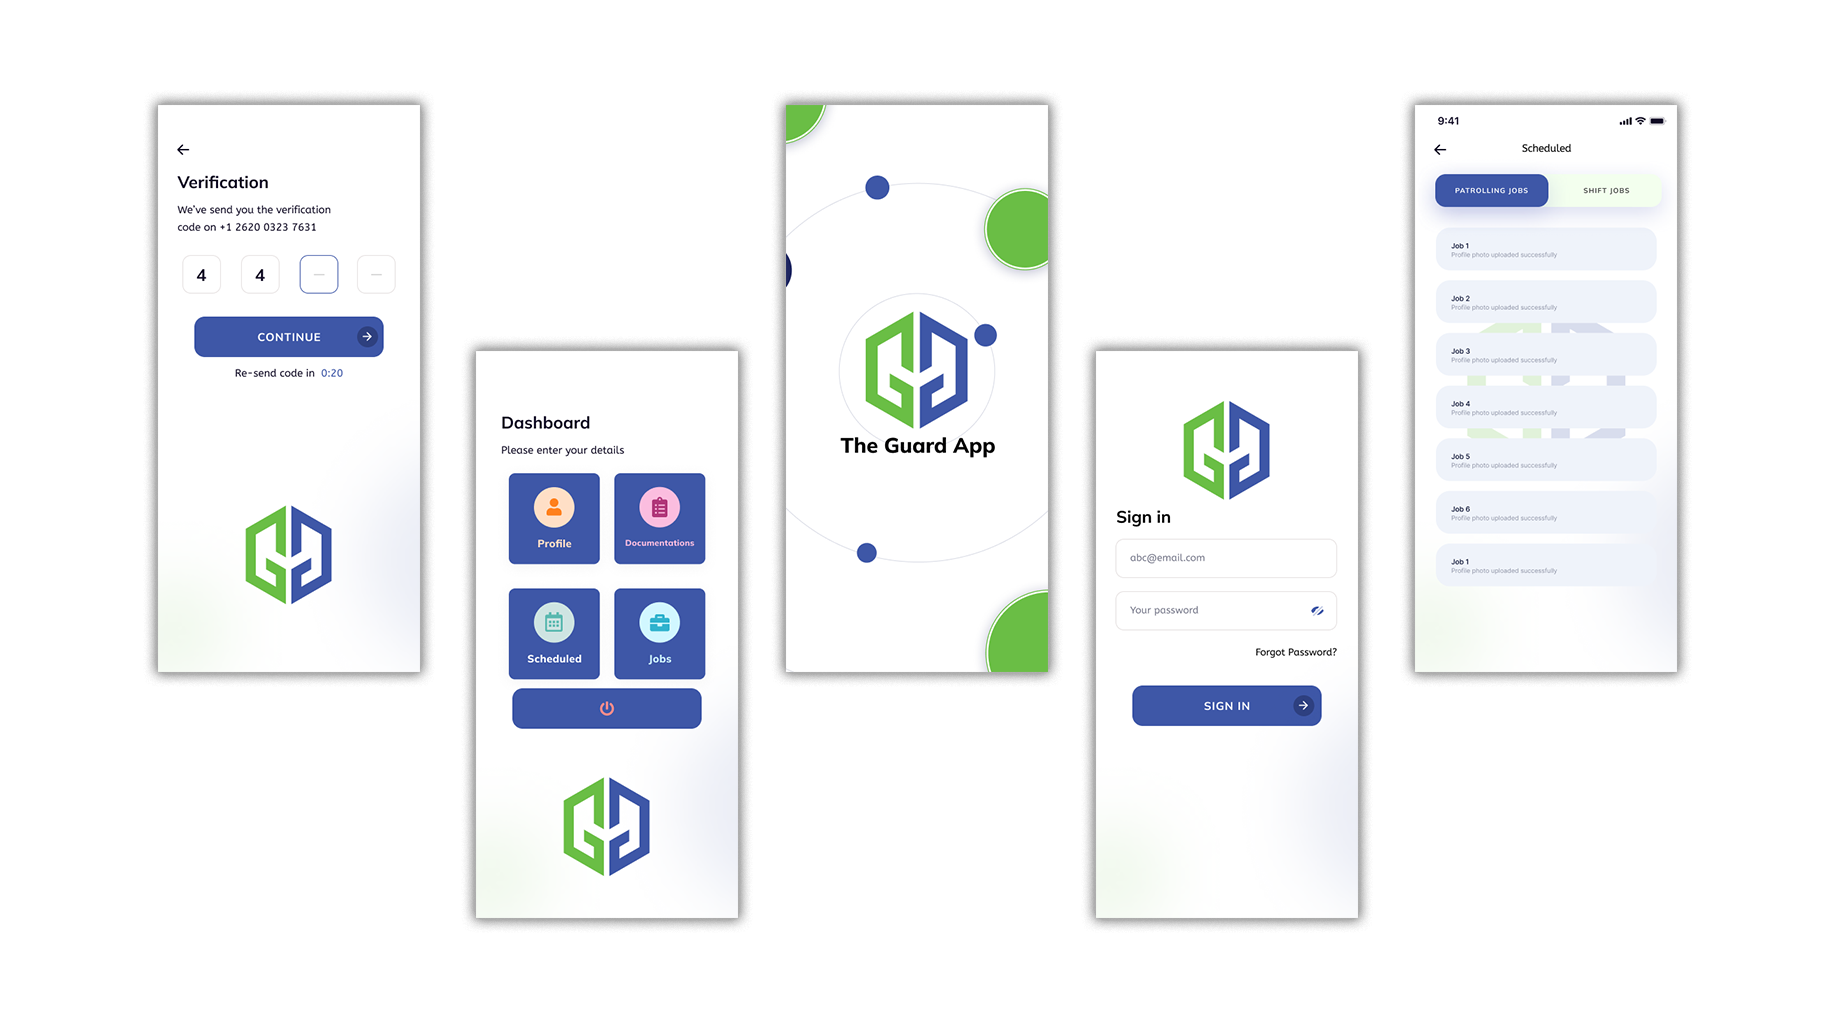 Verification
We've send you the verification
code on +1 2620 0323 7631
4 4 – –
CONTINUE
Re-send code in 0:20
Dashboard
Please enter your details
Profile
Documentations
Scheduled
Jobs
The Guard App
Sign in
abc@email.com
Your password
Forgot Password?
SIGN IN
9:41
Scheduled
PATROLLING JOBS
SHIFT JOBS
Job 1
Profile photo uploaded successfully
Job 2
Profile photo uploaded successfully
Job 3
Profile photo uploaded successfully
Job 4
Profile photo uploaded successfully
Job 5
Profile photo uploaded successfully
Job 6
Profile photo uploaded successfully
Job 1
Profile photo uploaded successfully